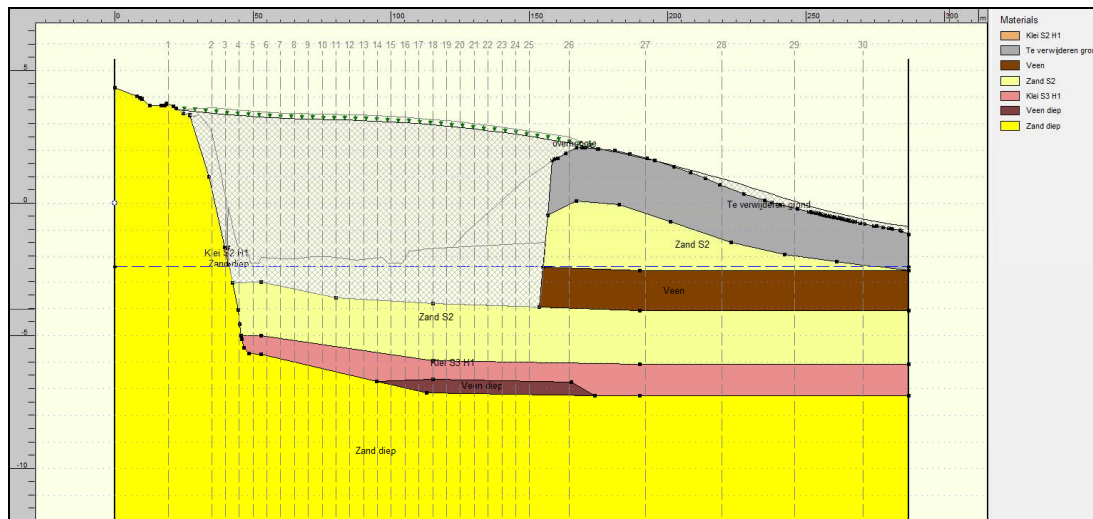 0 50 100 150 200 250 300 m
Materials
Klei S2 H1
Te verwijderen gron
Veen
Zand S2
Klei S3 H1
Veen diep
Zand diep
1 2 3 4 5 6 7 8 9 10 11 12 13 14 15 16 17 18 19 20 21 22 23 24 25 26 27 28 29 30
5
overhoogte
0
Te verwijderen grond
Zand S2
Klei S2 H1
Zand diep
Veen
Zand S2
-5
Klei S3 H1
Veen diep
Zand diep
-10